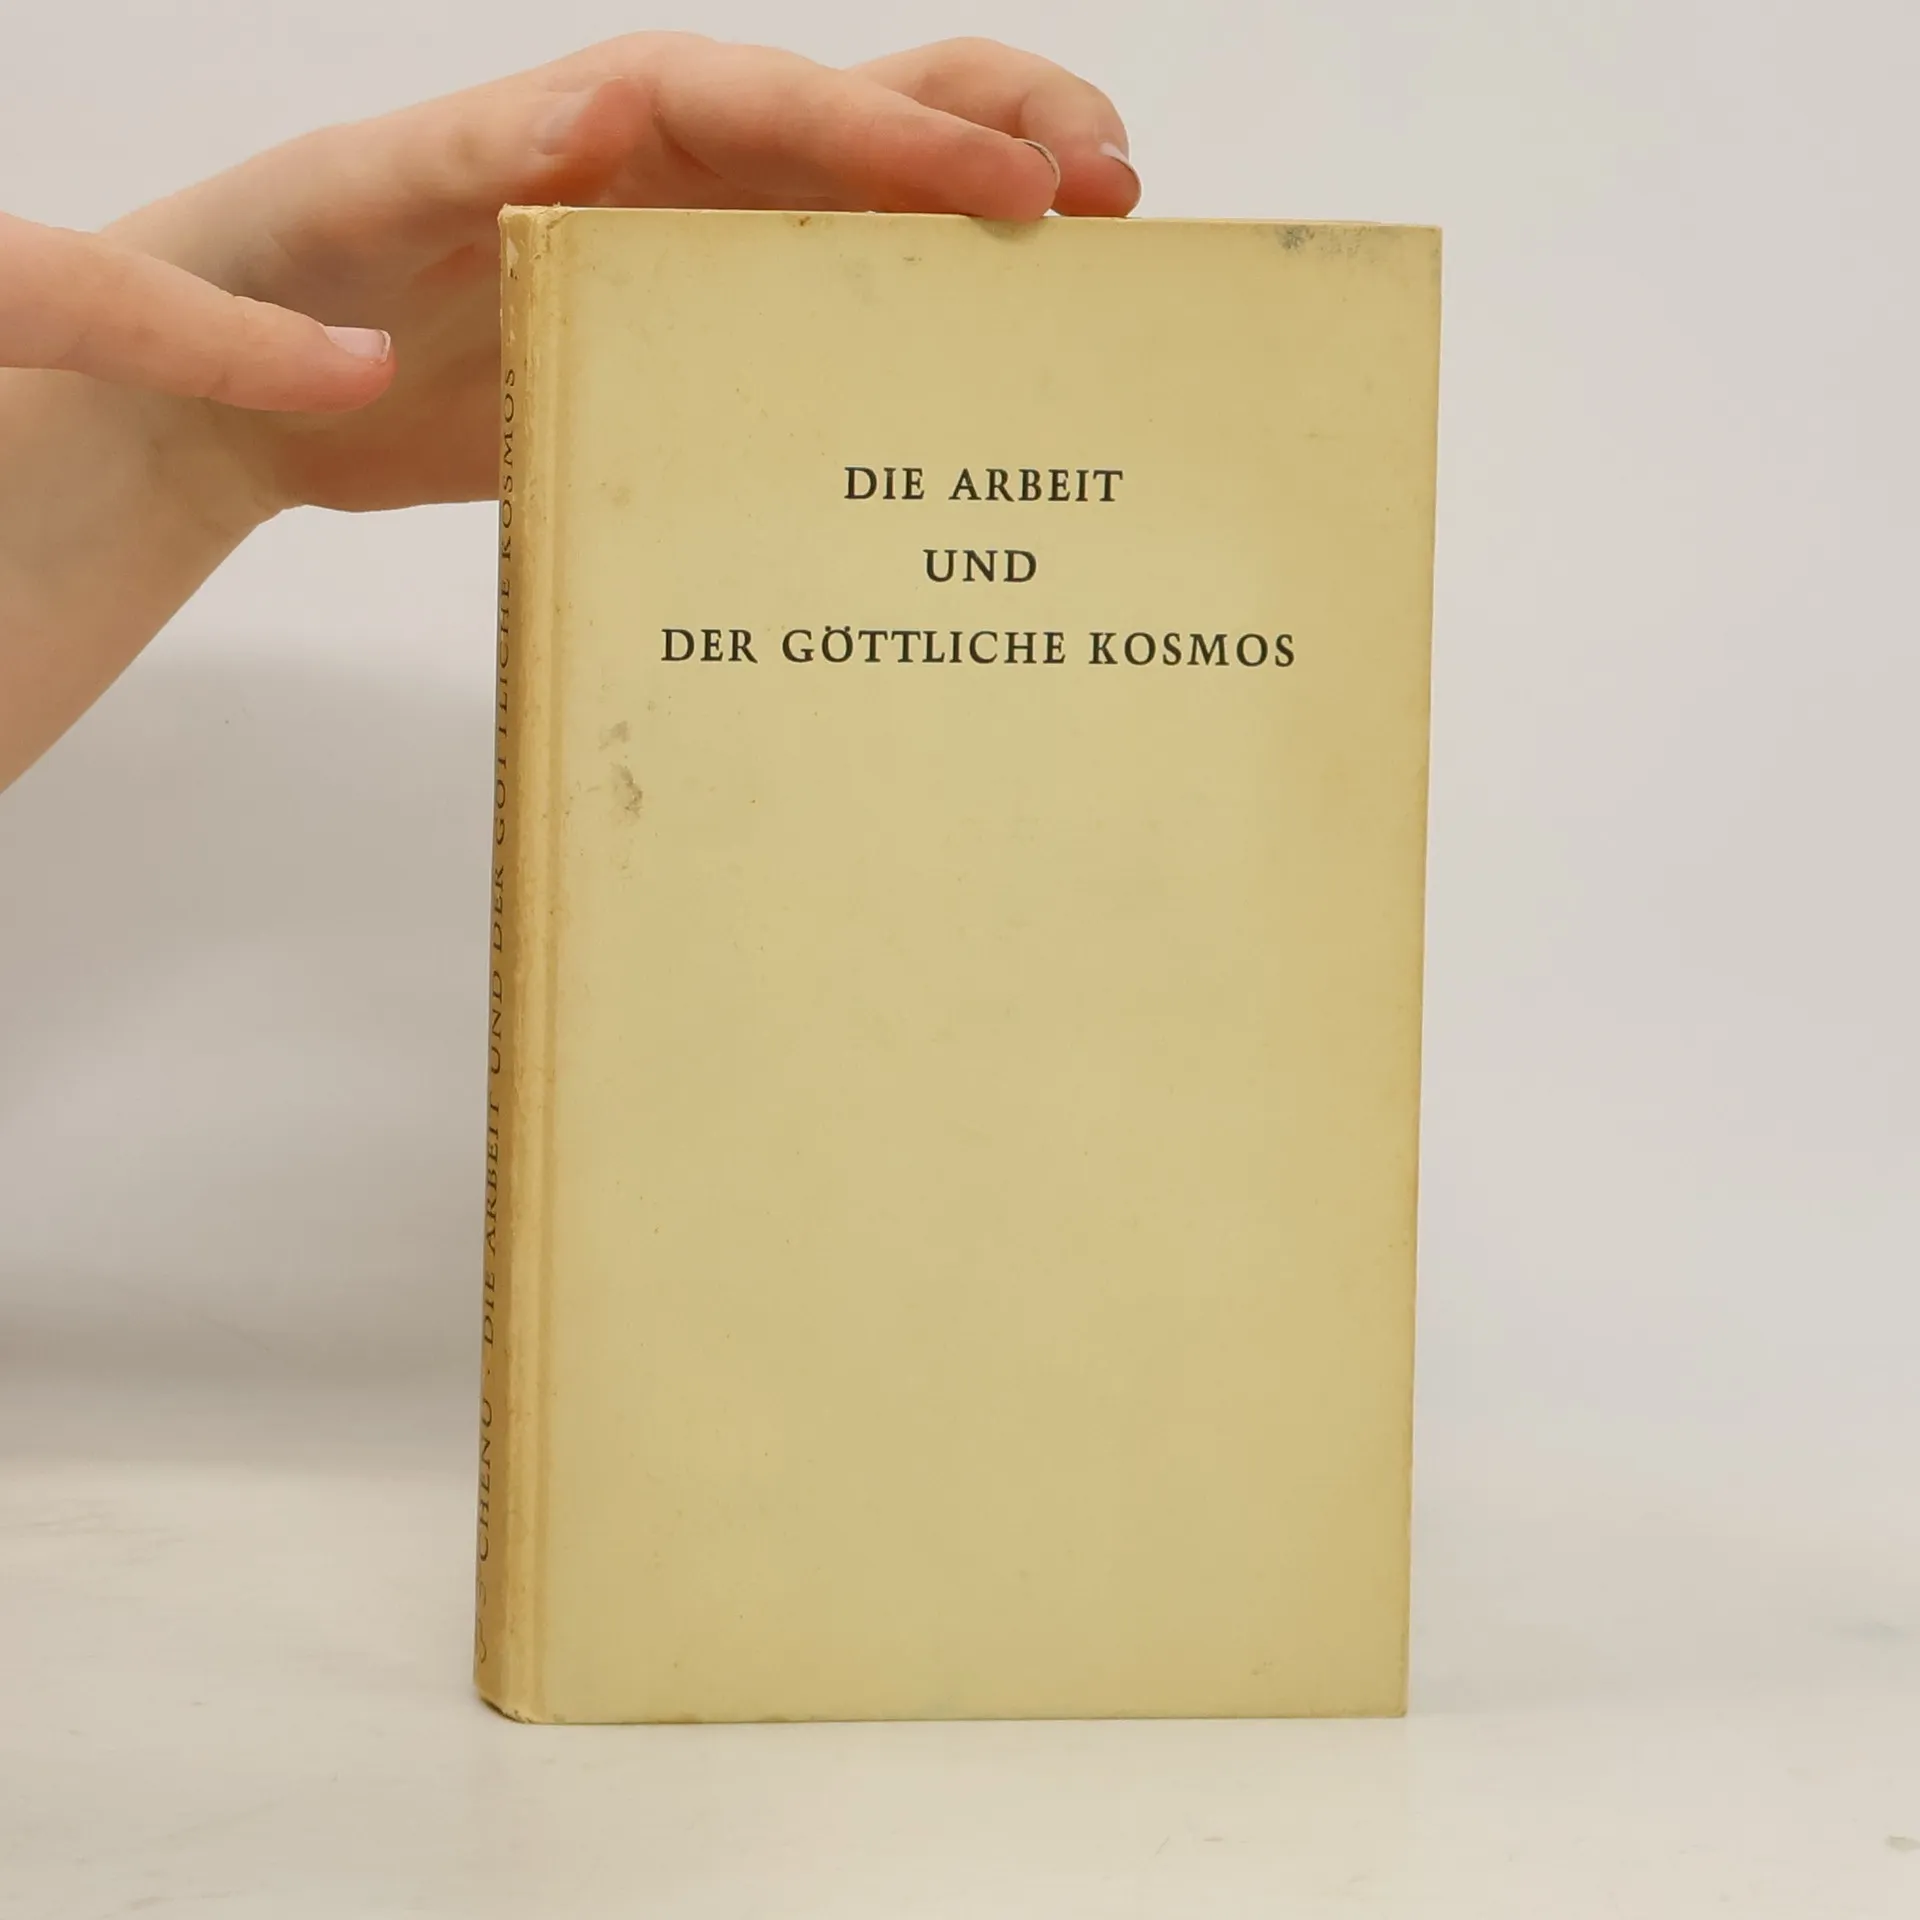 DIE ARBEIT
UND
DER GÖTTLICHE KOSMOS
CHENU · DIE ARBEIT UND DER GÖTTLICHE KOSMOS